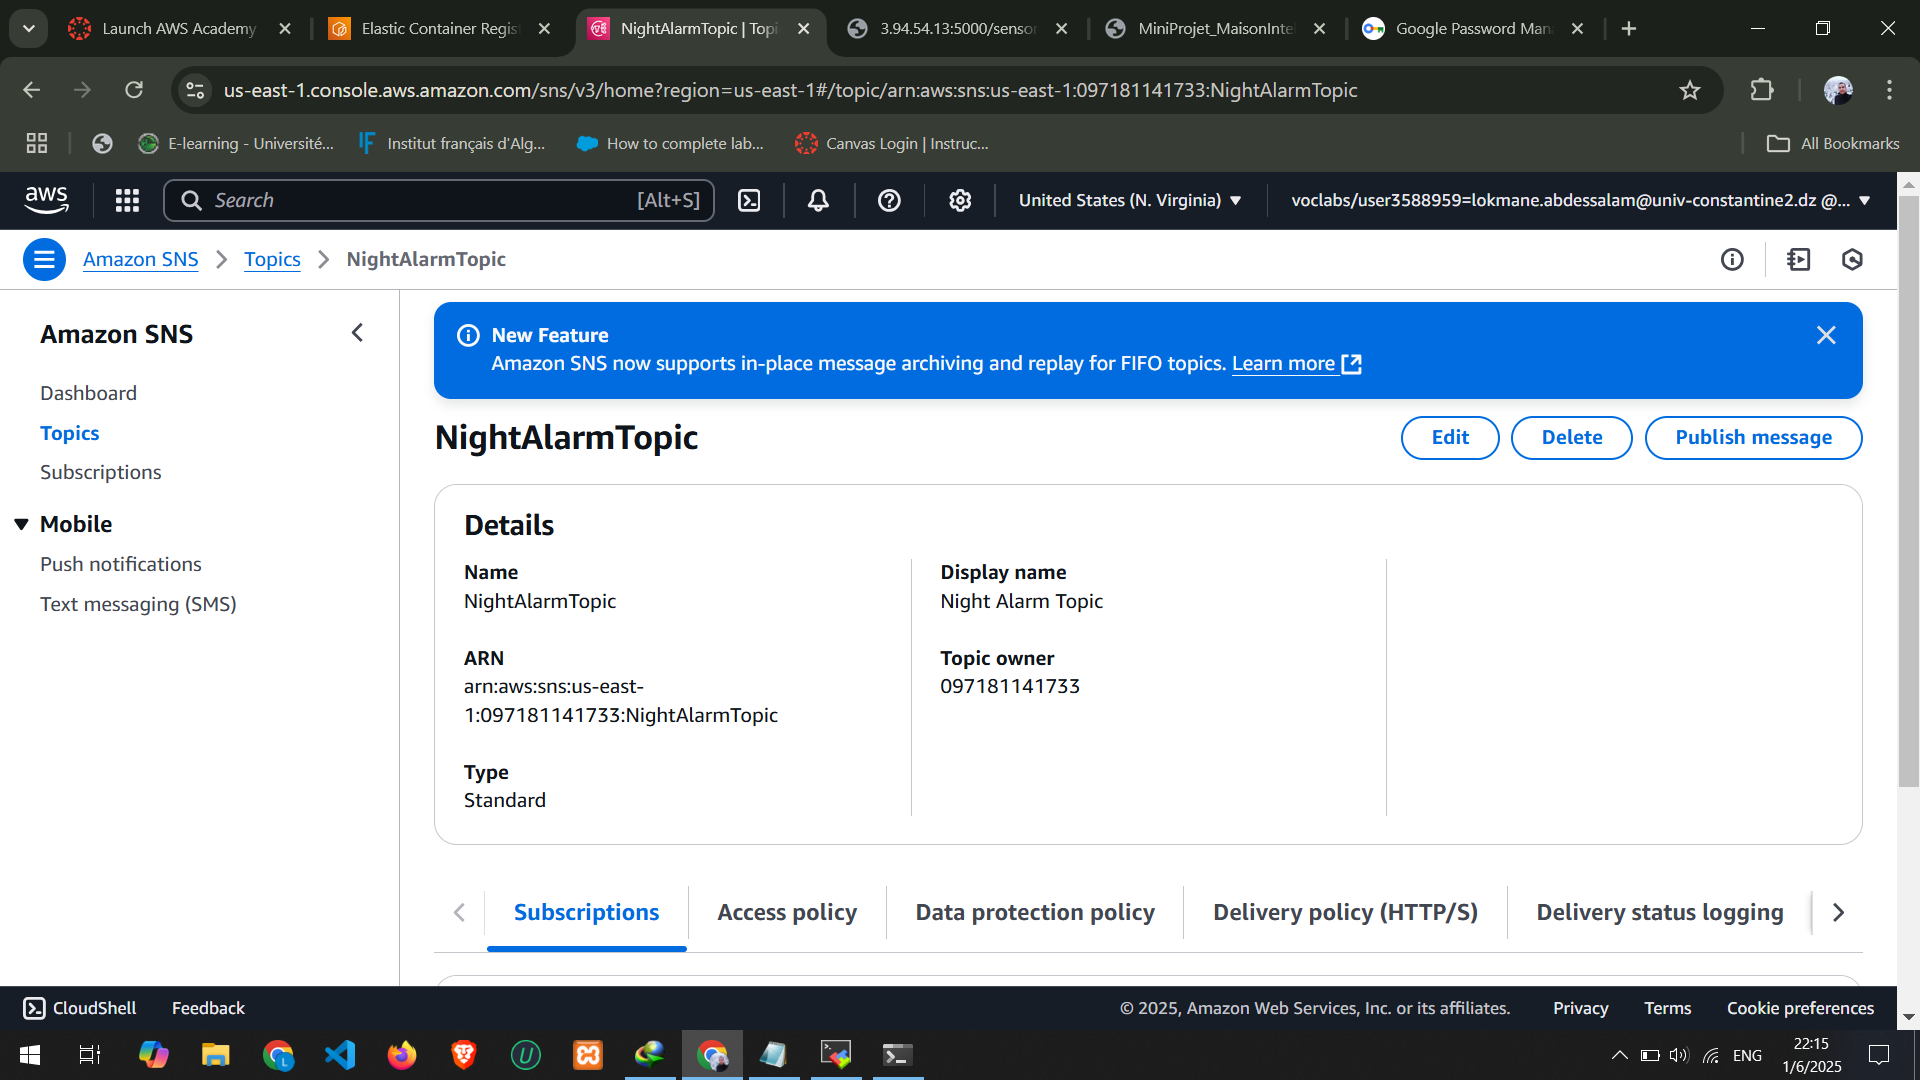 Launch AWS Academy
Elastic Container Regist
NightAlarmTopic | Topi
3.94.54.13:5000/sensor
MiniProjet_MaisonInte
Google Password Man
us-east-1.console.aws.amazon.com/sns/v3/home?region=us-east-1#/topic/arn:aws:sns:us-east-1:097181141733:NightAlarmTopic
E-learning - Université...
Institut français d'Alg...
How to complete lab...
Canvas Login | Instruc...
All Bookmarks
aws
Search
[Alt+S]
United States (N. Virginia)
voclabs/user3588959=lokmane.abdessalam@univ-constantine2.dz @...
Amazon SNS
Topics
NightAlarmTopic
Amazon SNS
Dashboard
Topics
Subscriptions
Mobile
Push notifications
Text messaging (SMS)
New Feature
Amazon SNS now supports in-place message archiving and replay for FIFO topics. Learn more
NightAlarmTopic
Edit
Delete
Publish message
Details
Name
NightAlarmTopic
ARN
arn:aws:sns:us-east-
1:097181141733:NightAlarmTopic
Type
Standard
Display name
Night Alarm Topic
Topic owner
097181141733
Subscriptions
Access policy
Data protection policy
Delivery policy (HTTP/S)
Delivery status logging
CloudShell
Feedback
© 2025, Amazon Web Services, Inc. or its affiliates.
Privacy
Terms
Cookie preferences
ENG
22:15
1/6/2025